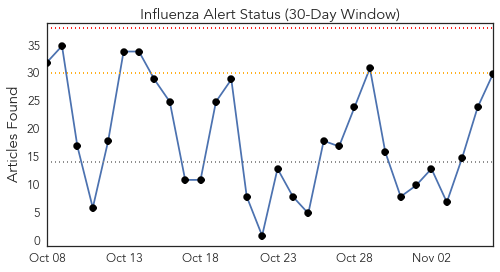 Influenza Alert Status (30-Day Window)
Articles Found
35
30
25
20
15
10
5
0
Oct 08 Oct 13 Oct 18 Oct 23 Oct 28 Nov 02